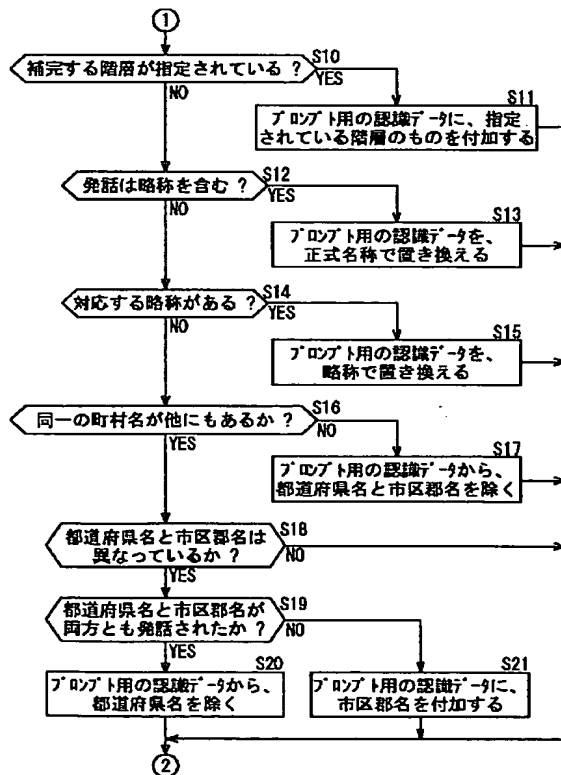 1
S10
補完する階層が指定されている ?
YES
NO
S11
プロンプト用の認識データに、指定
されている階層のものを付加する
S12
発話は略称を含む ?
YES
NO
S13
プロンプト用の認識データを、
正式名称で置き換える
S14
対応する略称がある ?
YES
NO
S15
プロンプト用の認識データを、
略称で置き換える
S16
同一の町村名が他にもあるか ?
NO
YES
S17
プロンプト用の認識データから、
都道府県名と市区郡名を除く
S18
都道府県名と市区郡名は
異なっているか ?
NO
YES
S19
都道府県名と市区郡名が
両方とも発話されたか ?
NO
YES
S20
プロンプト用の認識データから、
都道府県名を除く
S21
プロンプト用の認識データに、
市区郡名を付加する
2